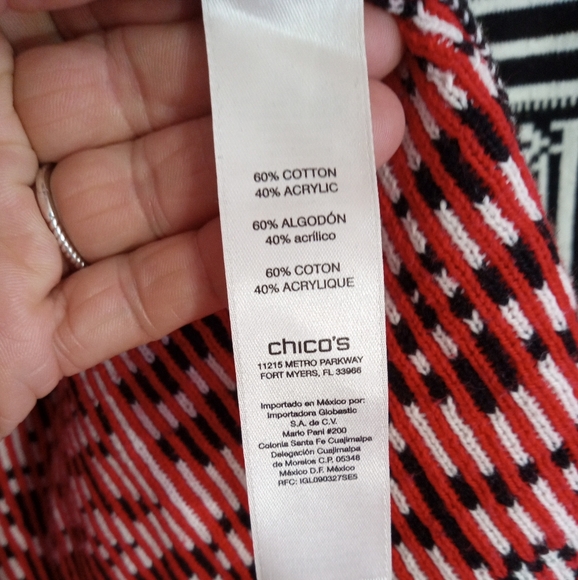 60% COTTON
40% ACRYLIC
60% ALGODÓN
40% acrílico
60% COTON
40% ACRYLIQUE
chico's
11215 METRO PARKWAY
FORT MYERS, FL 33966
Importado en México por:
Importadora Globastic
S.A. de C.V.
Mario Pani #200
Colonia Santa Fe Cuajimalpa
Delegación Cuajimalpa
de Morelos C.P. 05348
México D.F. México
RFC: IGL090327SE5